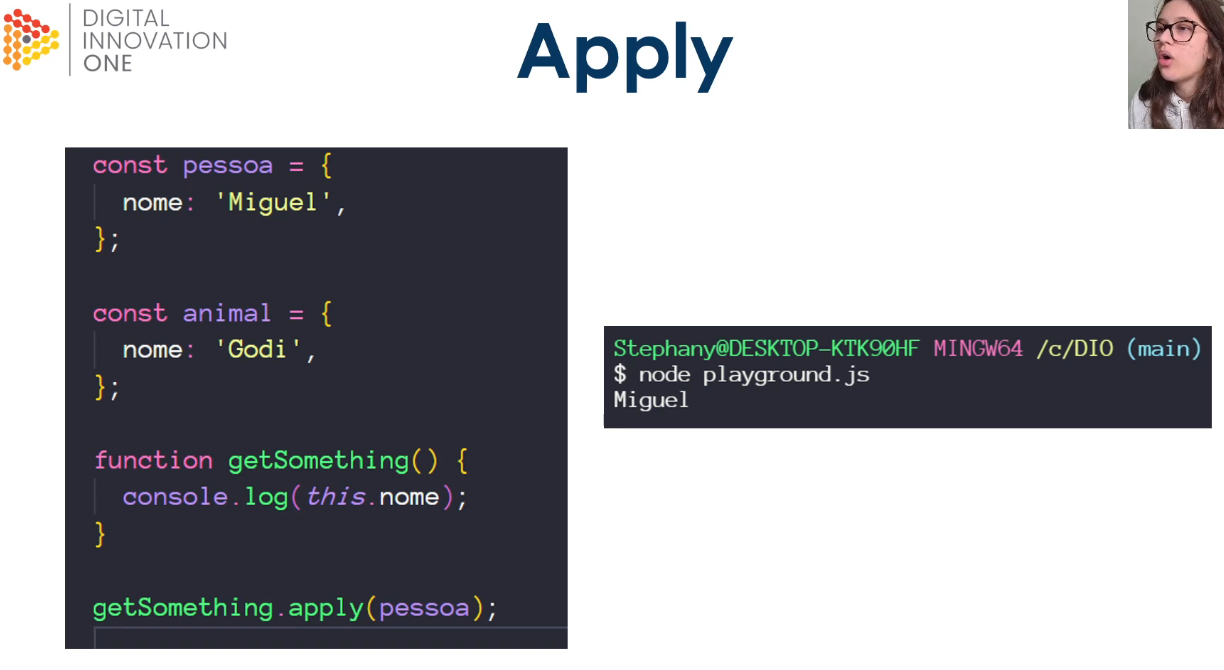 DIGITAL
INNOVATION
ONE
Apply
const pessoa = {
  nome: 'Miguel',
};
const animal = {
  nome: 'Godi',
};
function getSomething() {
  console.log(this.nome);
}
getSomething.apply(pessoa);
Stephany@DESKTOP-KTK90HF MINGW64 /c/DIO (main)
$ node playground.js
Miguel